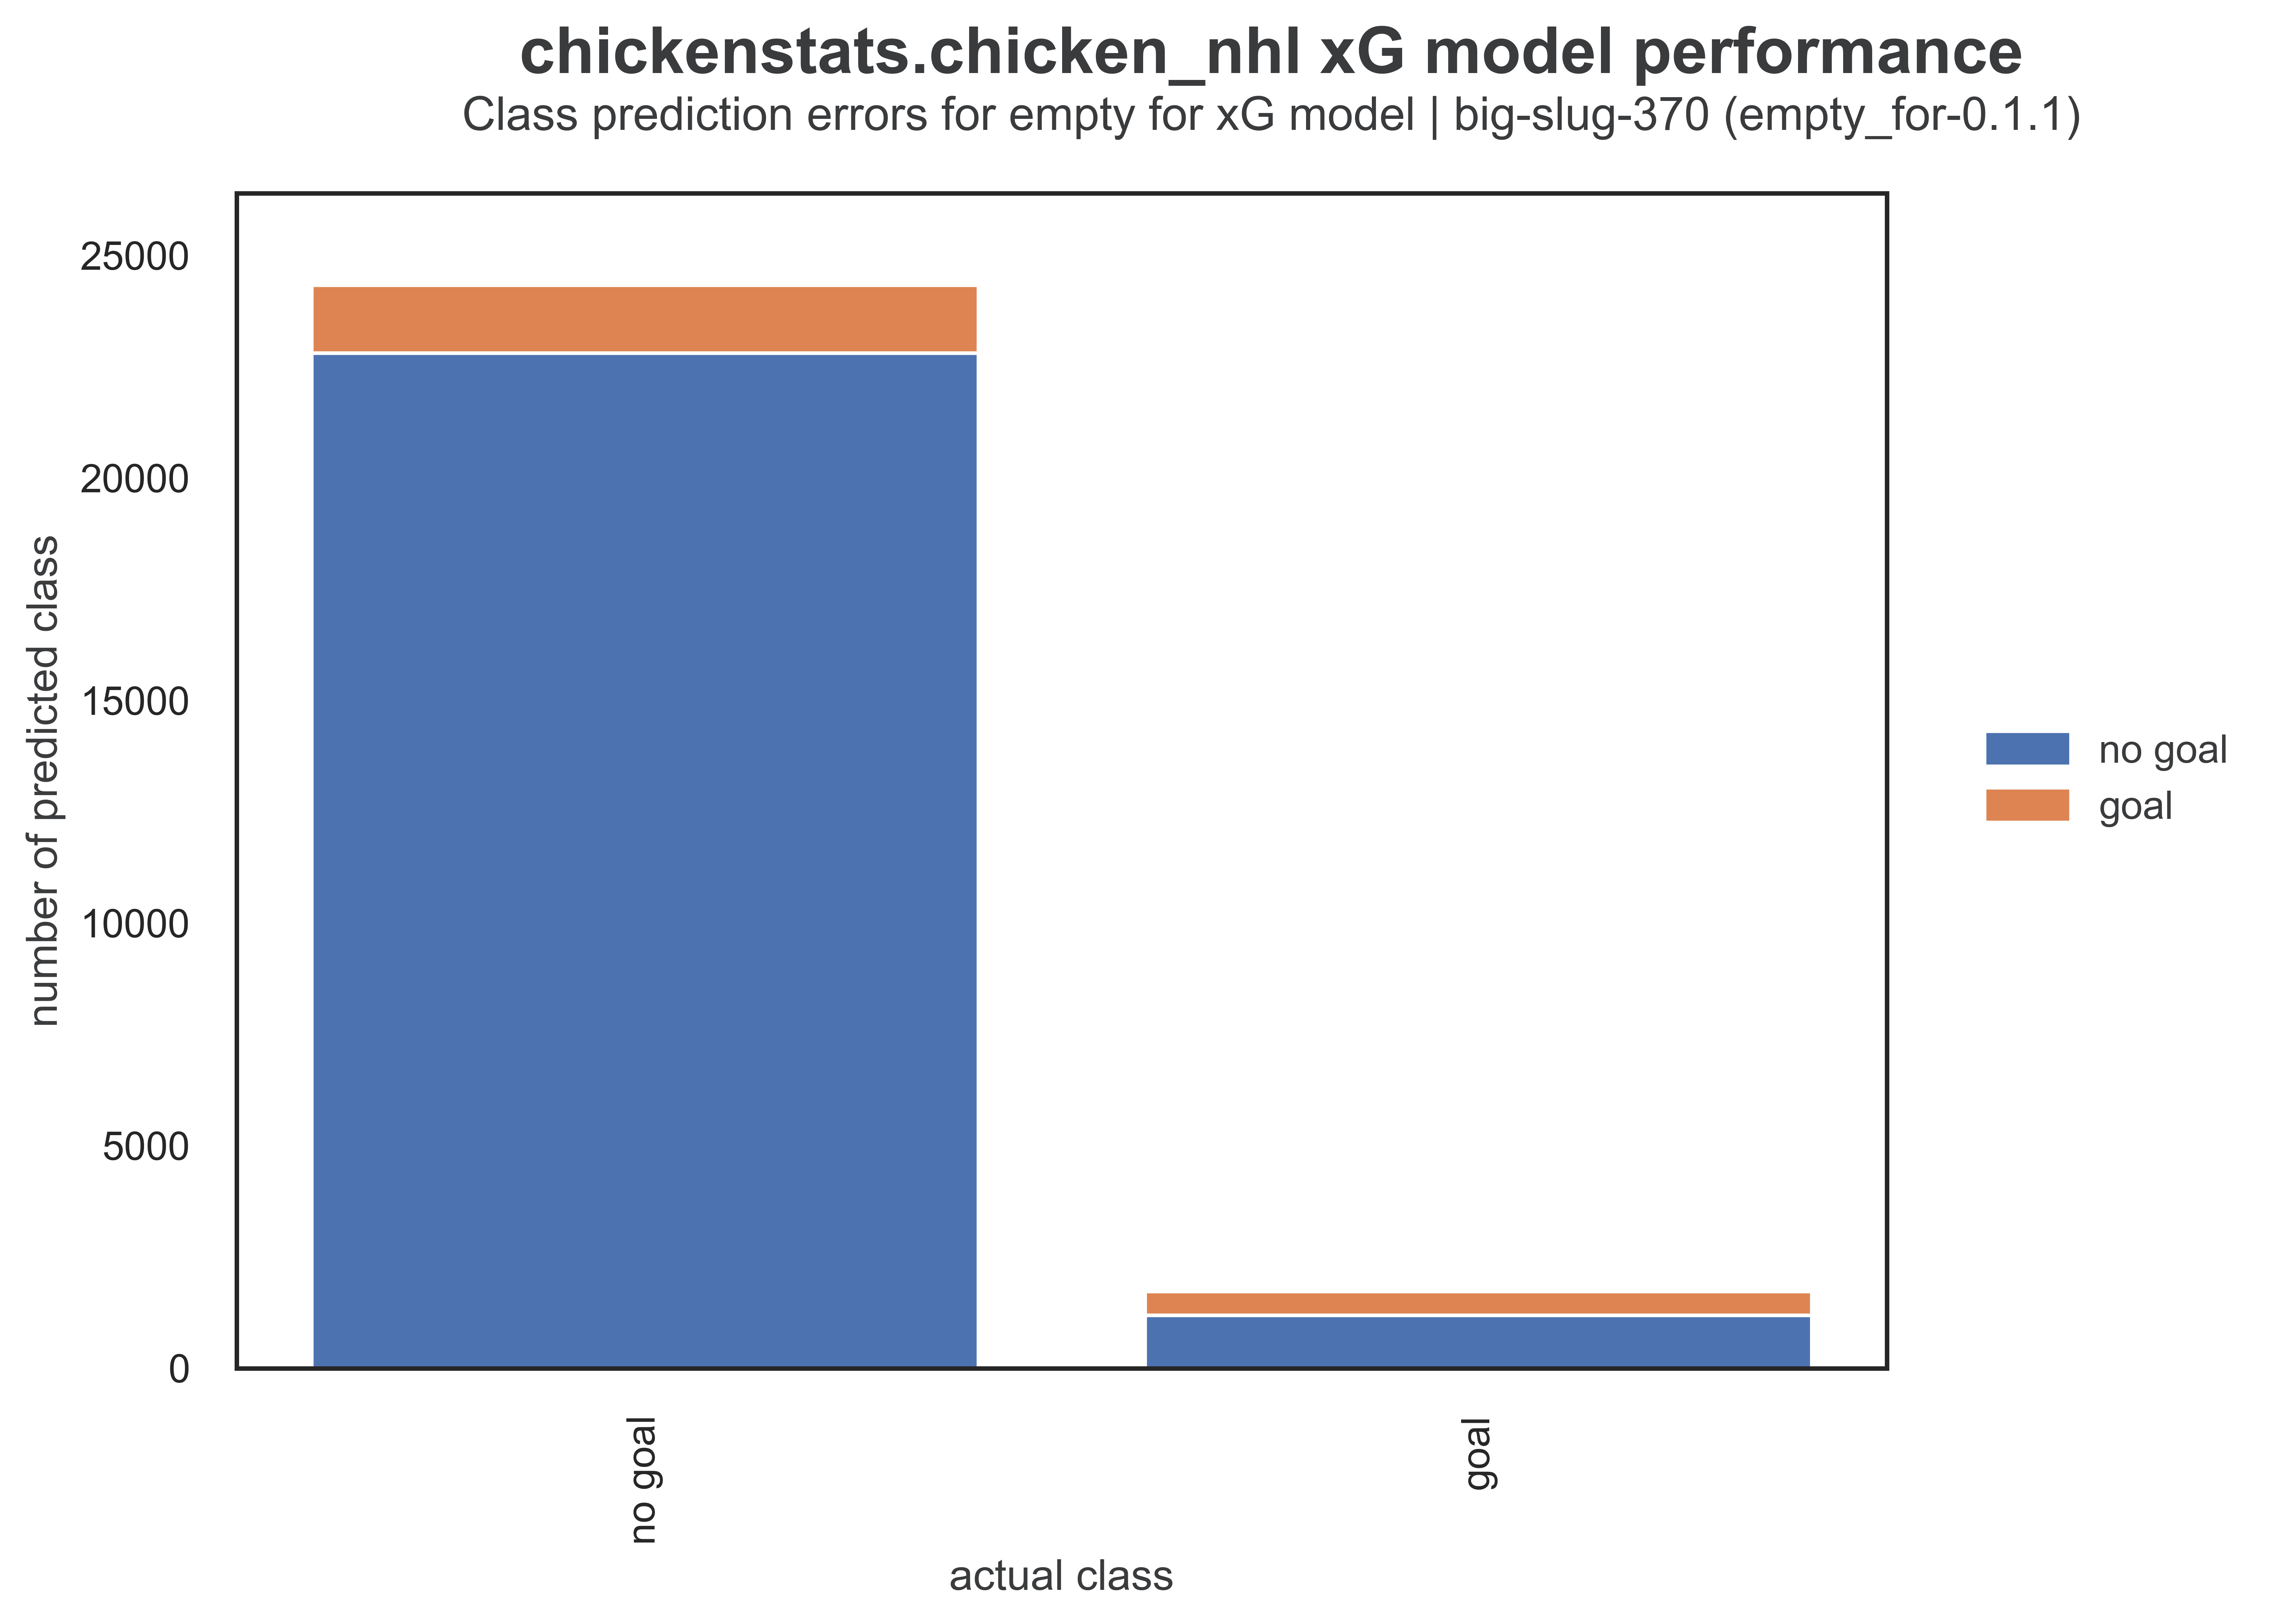 chickenstats.chicken_nhl xG model performance
Class prediction errors for empty for xG model | big-slug-370 (empty_for-0.1.1)
number of predicted class
25000
20000
15000
10000
5000
0
no goal
goal
actual class
no goal
goal